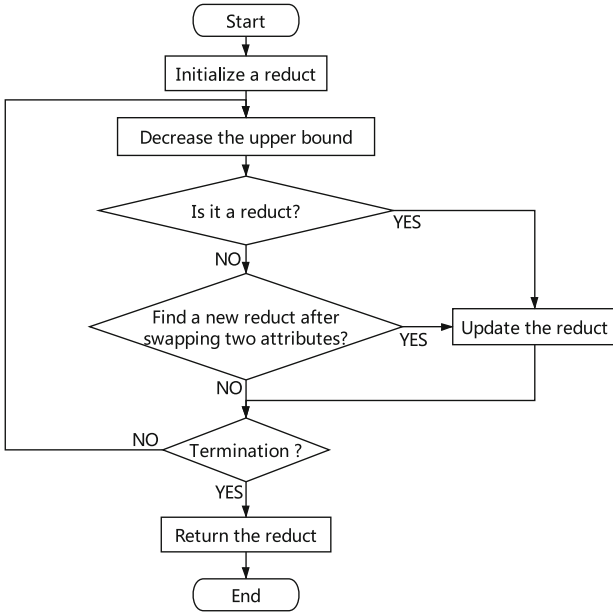 Start
Initialize a reduct
Decrease the upper bound
Is it a reduct?
YES
NO
Find a new reduct after
swapping two attributes?
YES
Update the reduct
NO
NO
Termination ?
YES
Return the reduct
End